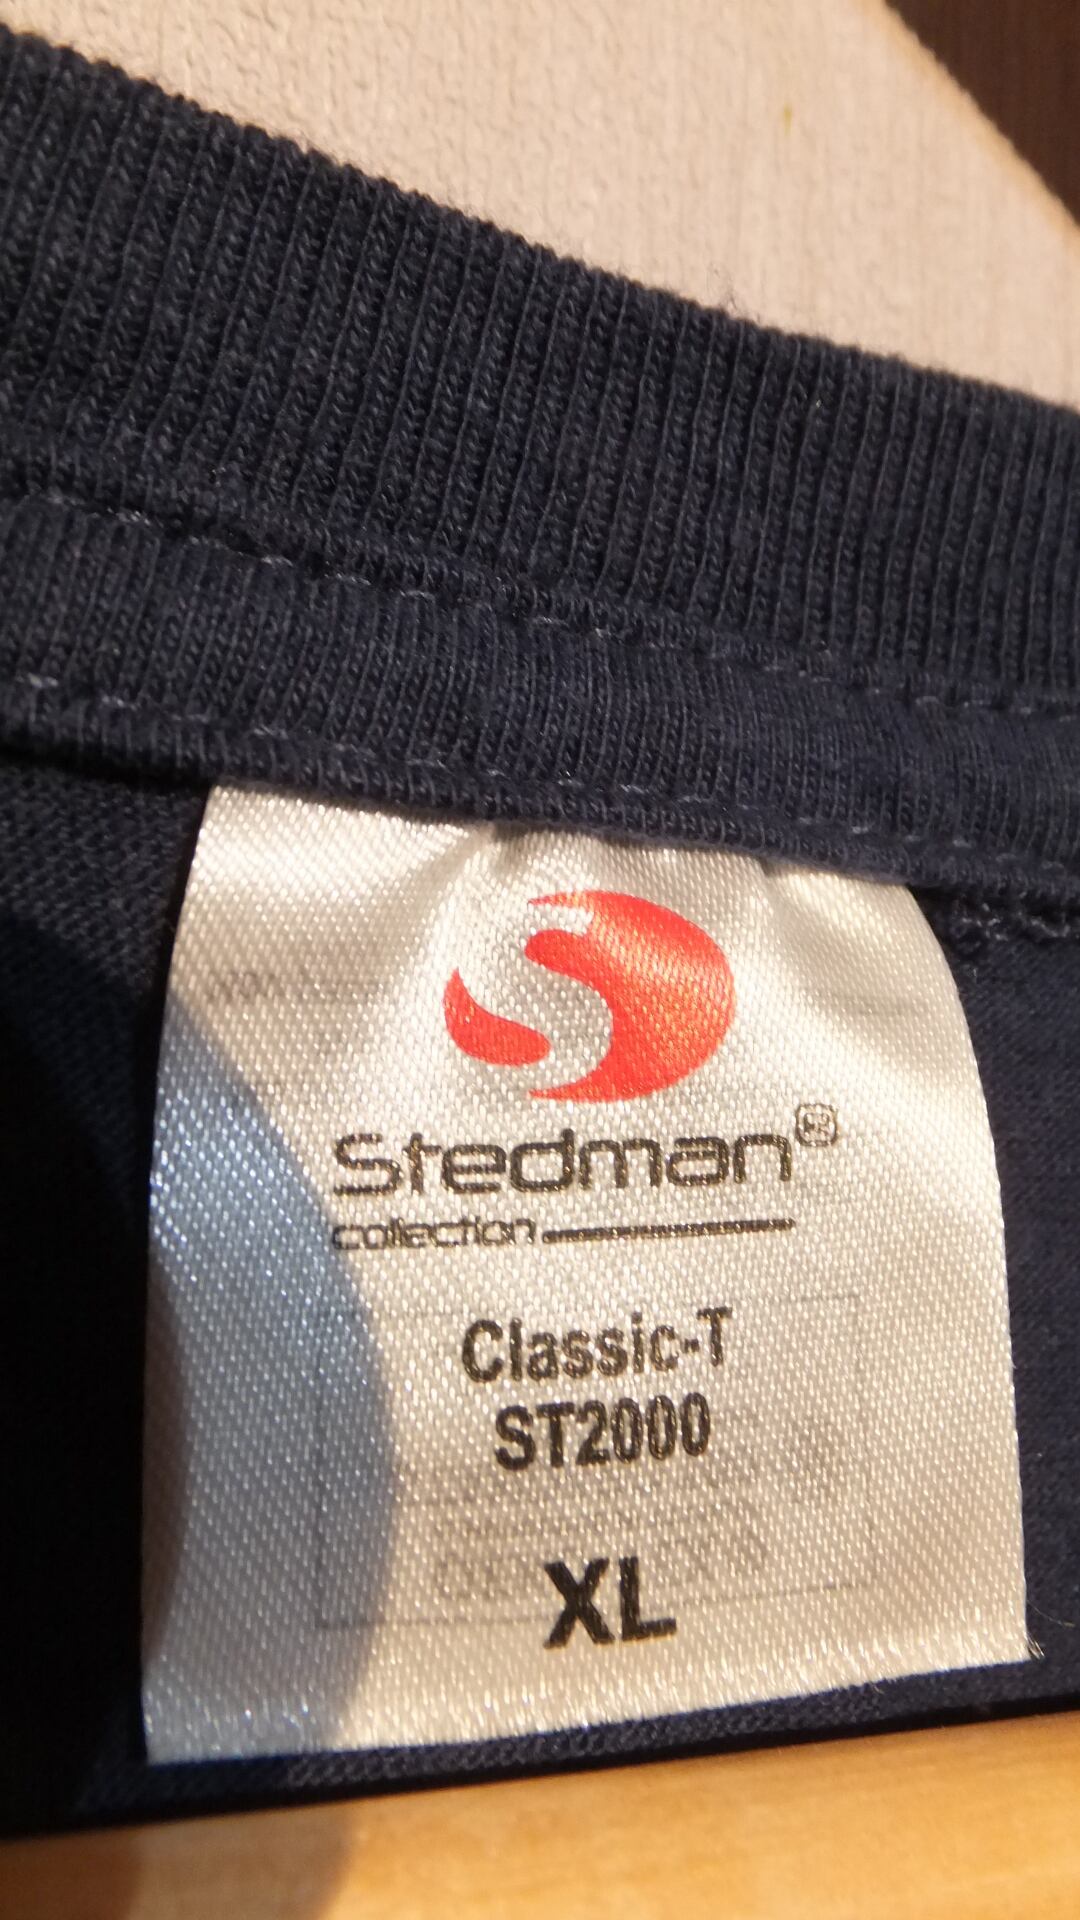 Stedman®
collection
Classic-T
ST2000
XL